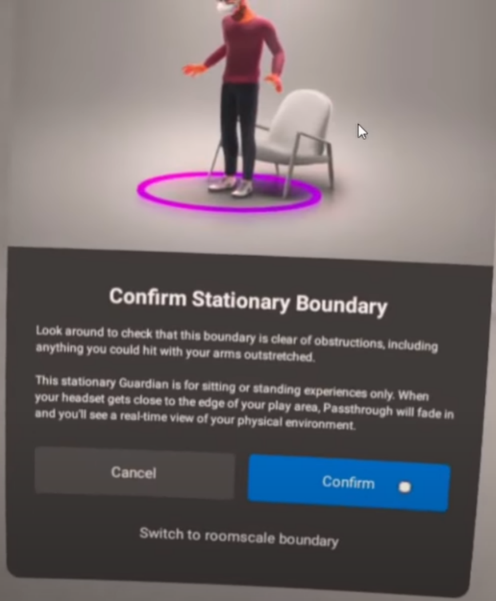 Confirm Stationary Boundary
Look around to check that this boundary is clear of obstructions, including
anything you could hit with your arms outstretched.
This stationary Guardian is for sitting or standing experiences only. When
your headset gets close to the edge of your play area, Passthrough will fade in
and you'll see a real-time view of your physical environment.
Cancel
Confirm
Switch to roomscale boundary